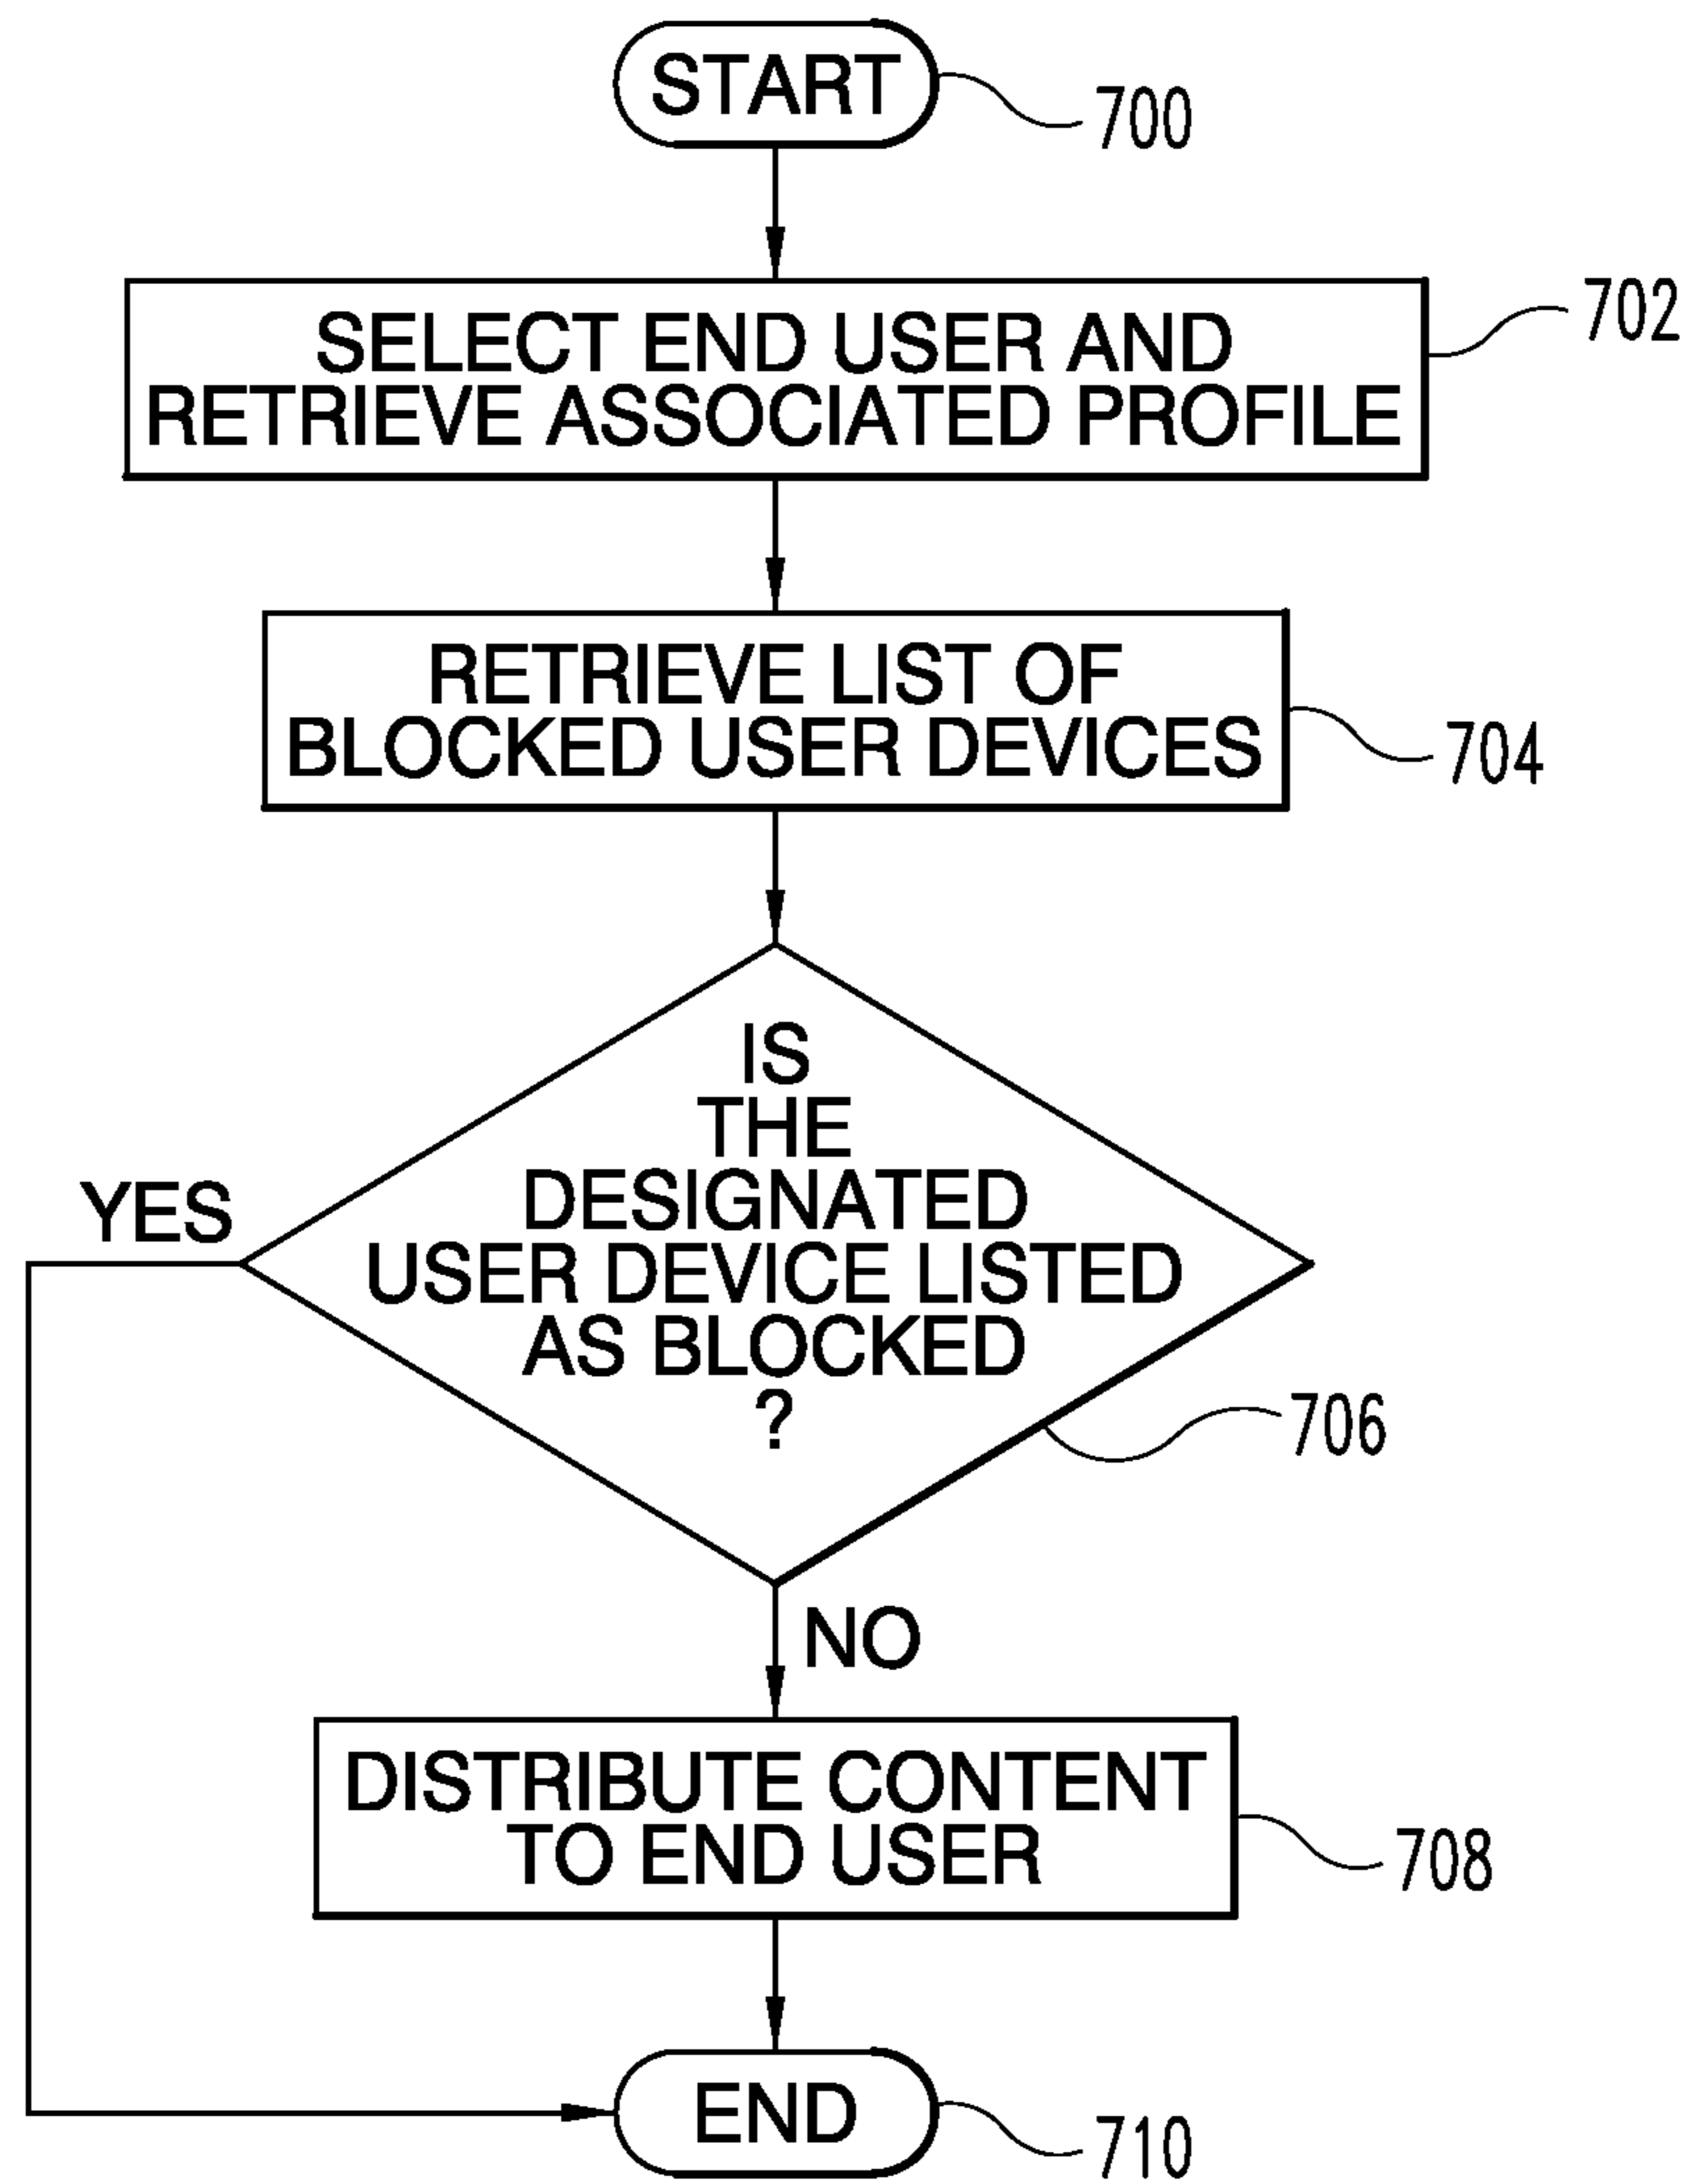 START
700
SELECT END USER AND
RETRIEVE ASSOCIATED PROFILE
702
RETRIEVE LIST OF
BLOCKED USER DEVICES
704
IS
THE
DESIGNATED
USER DEVICE LISTED
AS BLOCKED
?
YES
706
NO
DISTRIBUTE CONTENT
TO END USER
708
END
710